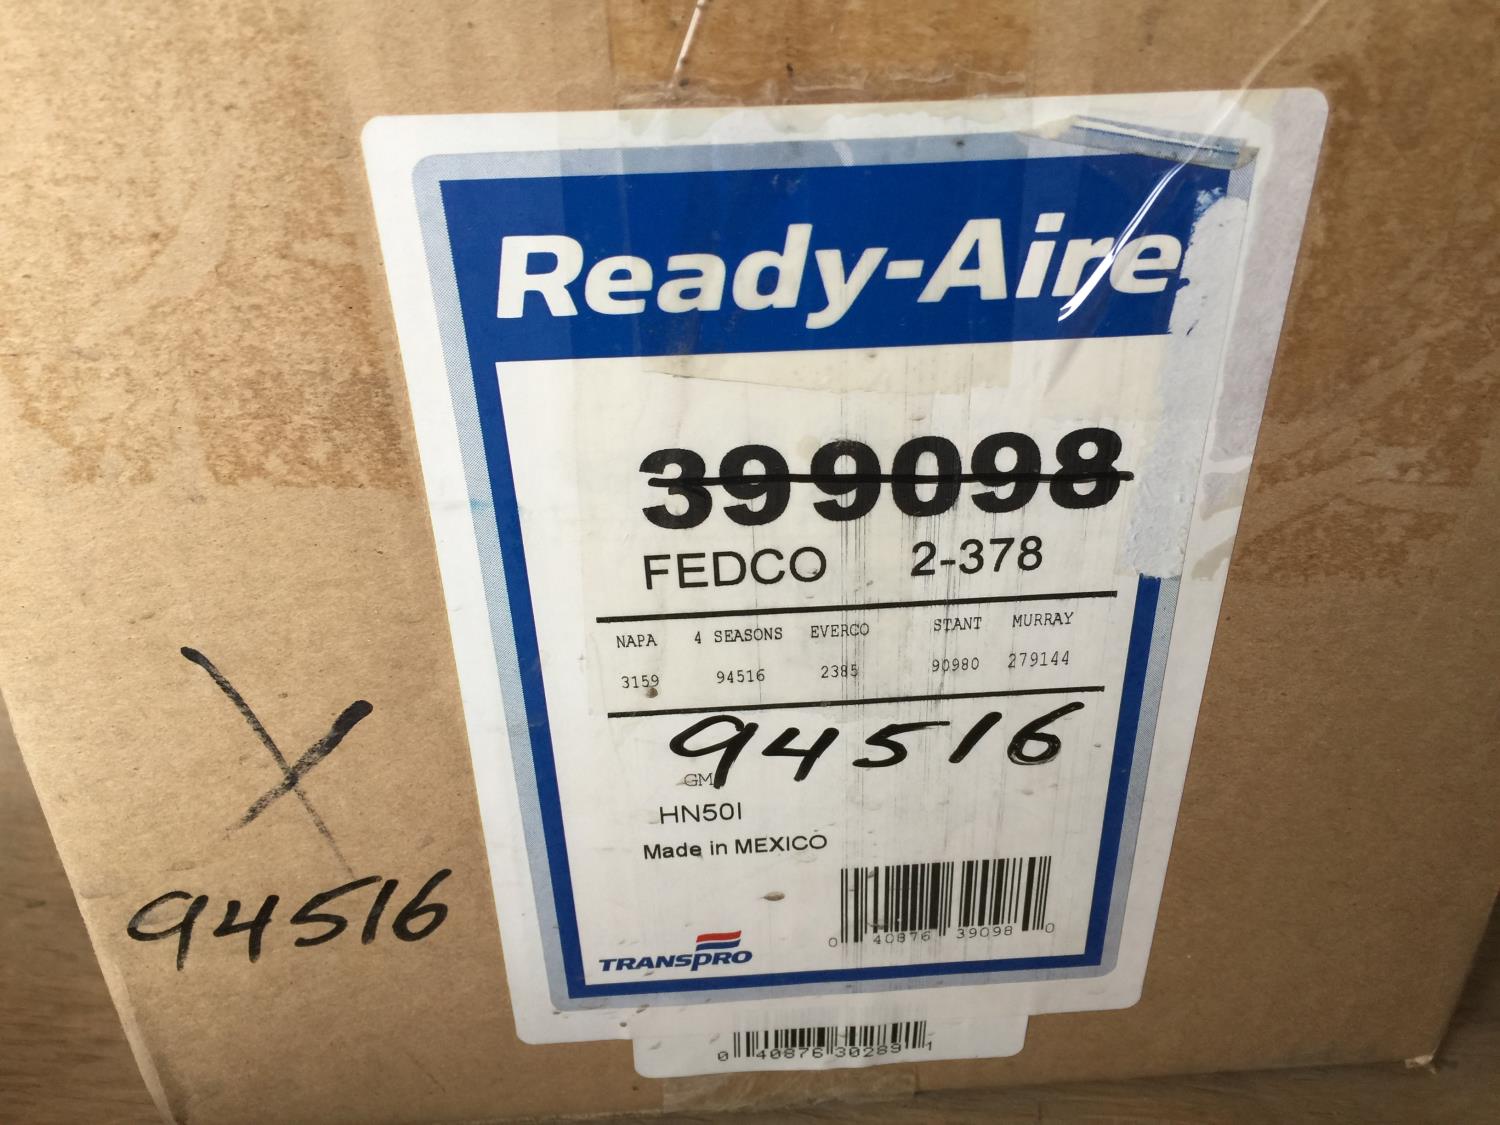 Ready-Aire
399098
FEDCO 2-378
NAPA 4 SEASONS EVERCO STANT MURRAY
3159 94516 2385 90980 279144
94516
GM
HN50I
Made in MEXICO
0 40876 39098 0
TRANSPRO
0 40876 30289 1
X
94516